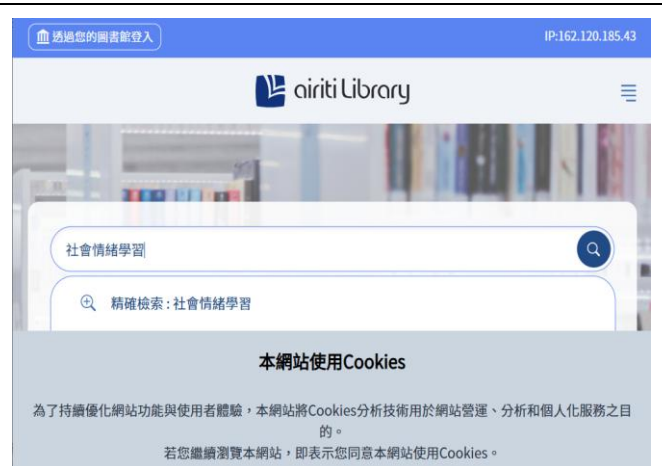 透過您的圖書館登入
IP:162.120.185.43
airiti Library
社會情緒學習
精確檢索 : 社會情緒學習
本網站使用Cookies
為了持續優化網站功能與使用者體驗，本網站將Cookies分析技術用於網站營運、分析和個人化服務之目
的。
若您繼續瀏覽本網站，即表示您同意本網站使用Cookies。